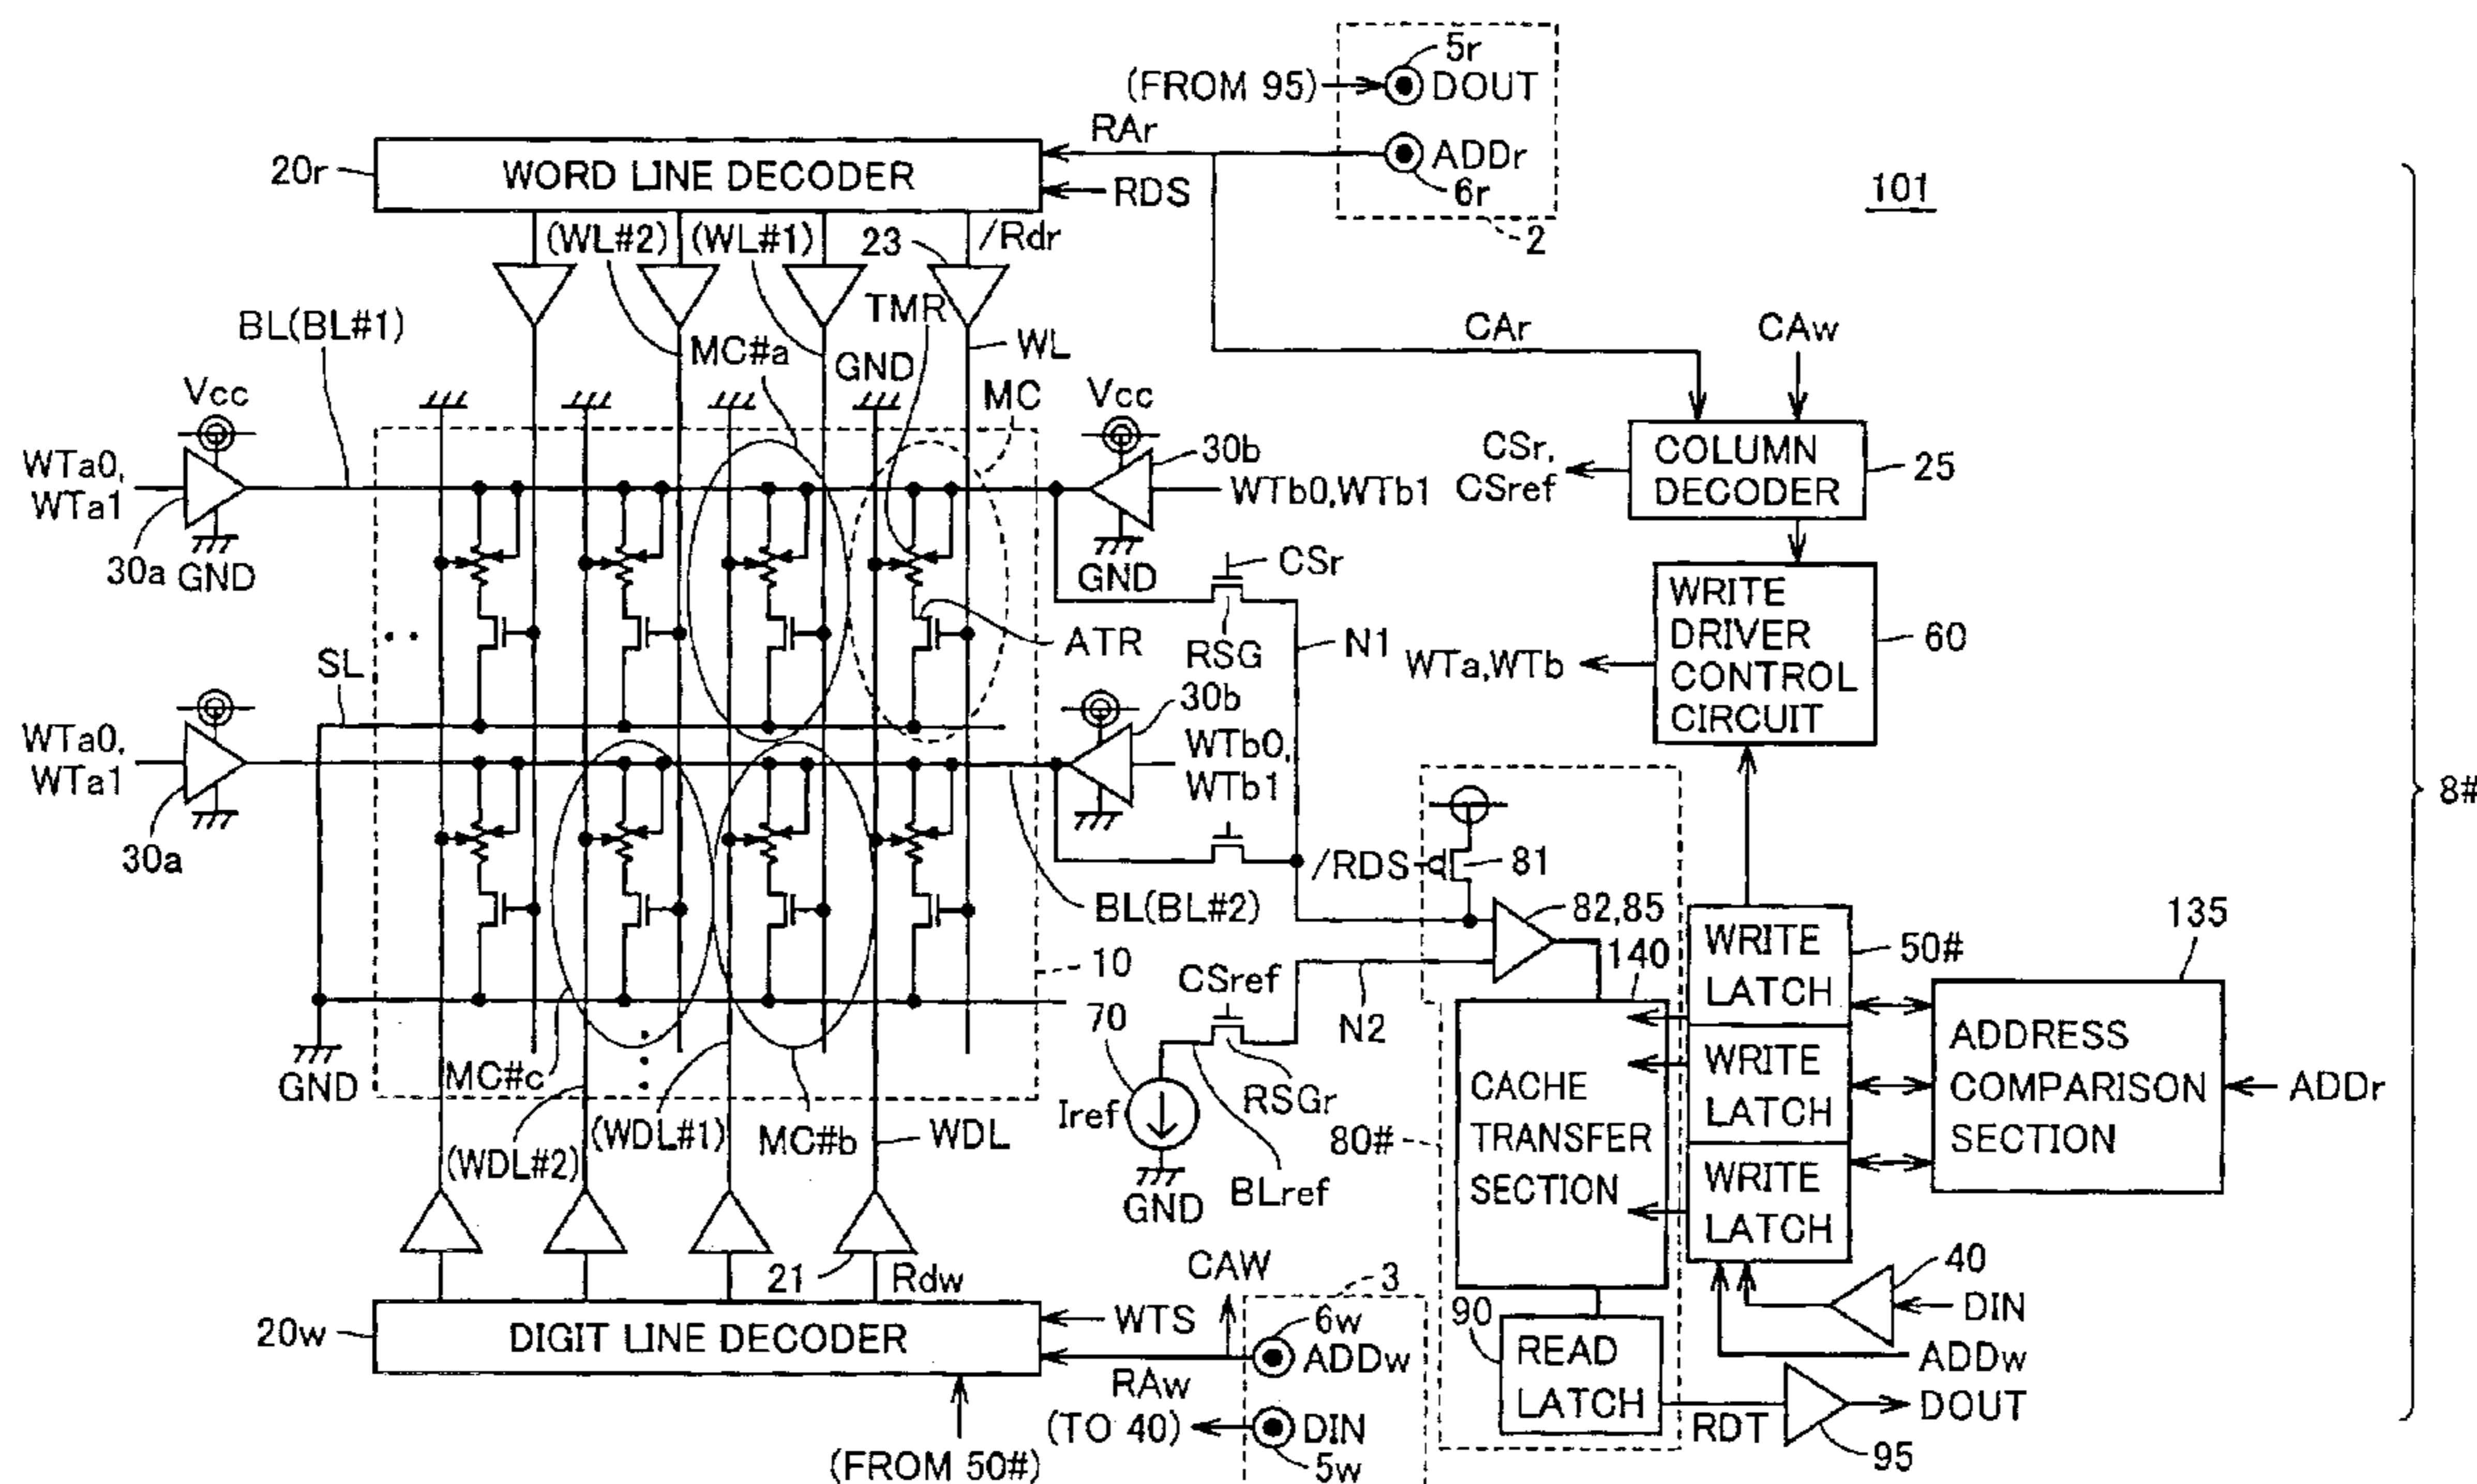 5r
(FROM 95)
DOUT
RAr
ADDr
20r
WORD LINE DECODER
RDS
6r
101
2
(WL#2)
(WL#1)
23
/Rdr
TMR
BL(BL#1)
MC#a
WL
GND
CAr
CAw
MC
Vcc
Vcc
WTa0,
WTa1
30b
WTb0,WTb1
CSr,
CSref
COLUMN
DECODER
25
30a
GND
GND
CSr
WRITE
DRIVER
CONTROL
CIRCUIT
60
ATR
RSG
N1
WTa,WTb
SL
30b
WTa0,
WTa1
WTb0,
WTb1
8#
30a
/RDS
81
BL(BL#2)
82,85
135
140
WRITE
LATCH
50#
10
CSref
70
N2
ADDRESS
COMPARISON
SECTION
WRITE
LATCH
ADDr
GND
MC#c
CACHE
TRANSFER
SECTION
Iref
RSGr
(WDL#1)
MC#b
WDL
80#
(WDL#2)
GND
BLref
WRITE
LATCH
21
Rdw
CAW
3
40
DIN
20w
DIGIT LINE DECODER
WTS
6w
ADDw
90
READ
LATCH
ADDw
RAw
DOUT
(TO 40)
DIN
RDT
(FROM 50#)
5w
95